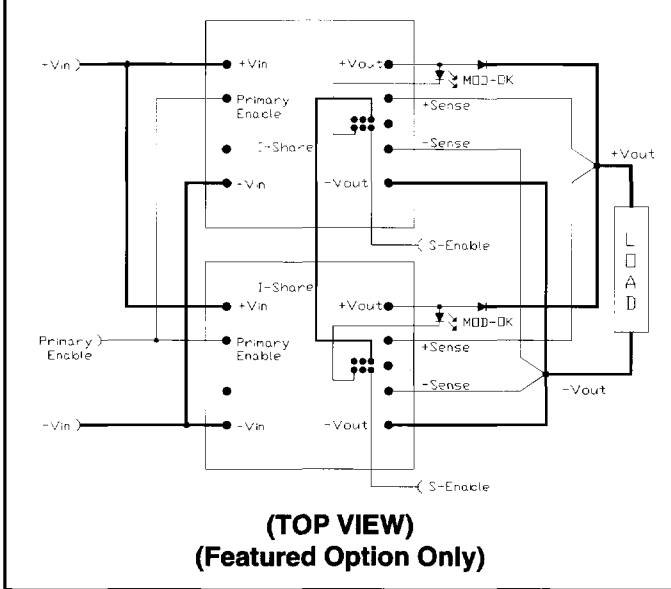 +Vin
+Vin
+Vout
MOD-OK
Primary
Enable
+Sense
I-Share
-Sense
+Vout
-Vin
-Vout
S-Enable
LOAD
I-Share
+Vin
+Vout
MOD-OK
Primary
Enable
Primary
Enable
+Sense
-Sense
-Vout
-Vin
-Vin
-Vout
S-Enable
(TOP VIEW)
(Featured Option Only)